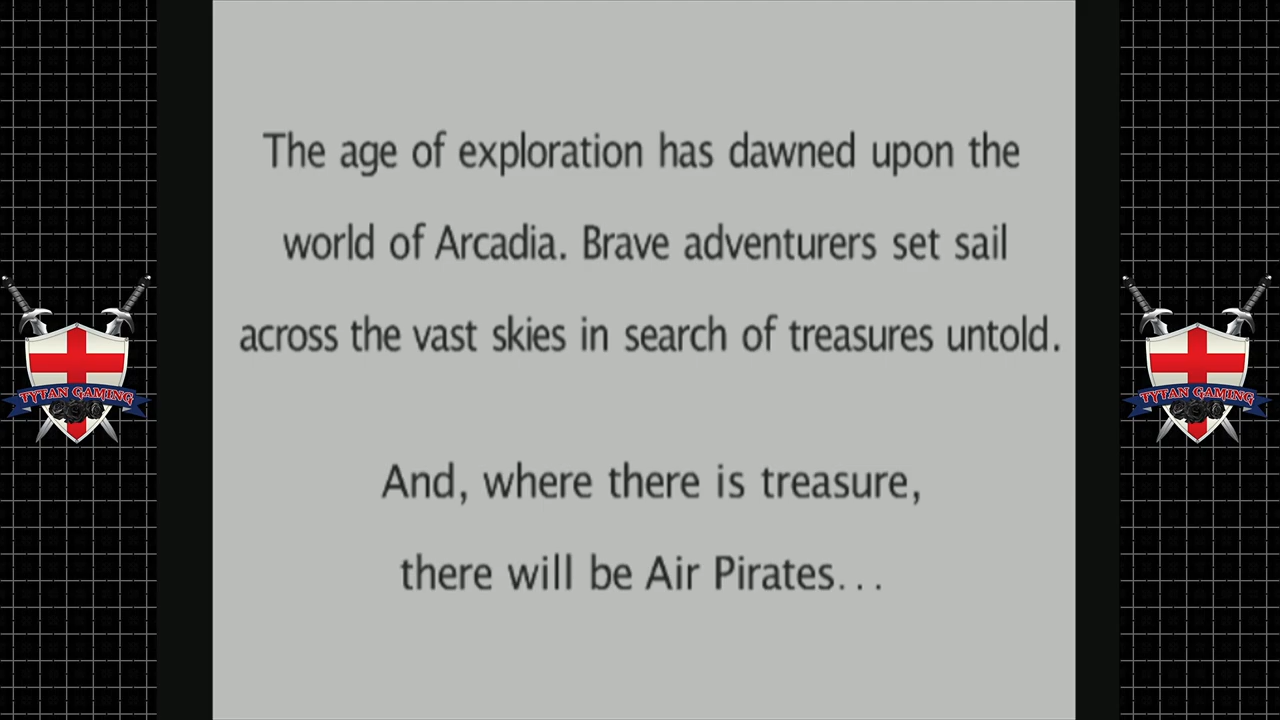 The age of exploration has dawned upon the
world of Arcadia. Brave adventurers set sail
across the vast skies in search of treasures untold.
And, where there is treasure,
there will be Air Pirates...
TYTAN GAMING
TYTAN GAMING